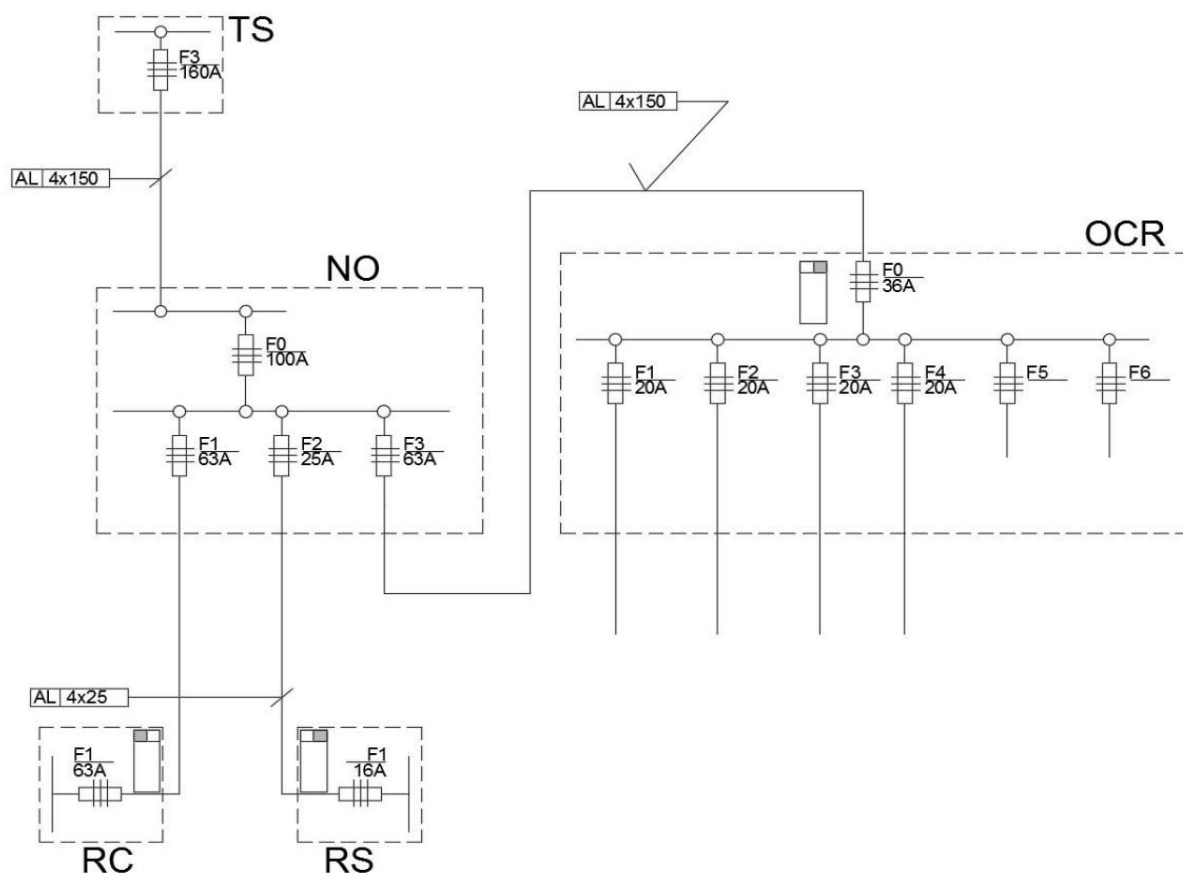 TS
F3
160A
AL 4x150
AL 4x150
NO
OCR
F0
100A
F0
36A
F1
63A
F2
25A
F3
63A
F1
20A
F2
20A
F3
20A
F4
20A
F5
F6
AL 4x25
F1
63A
F1
16A
RC
RS